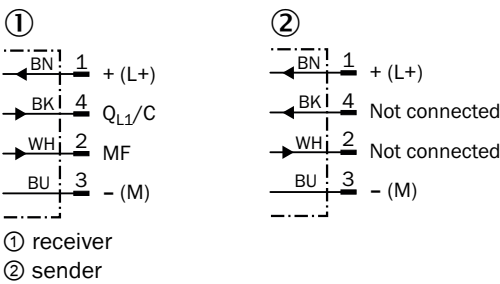 ① ②
BN 1 + (L+) BN 1 + (L+)
BK 4 QL1/C BK 4 Not connected
WH 2 MF WH 2 Not connected
BU 3 – (M) BU 3 – (M)
① receiver
② sender